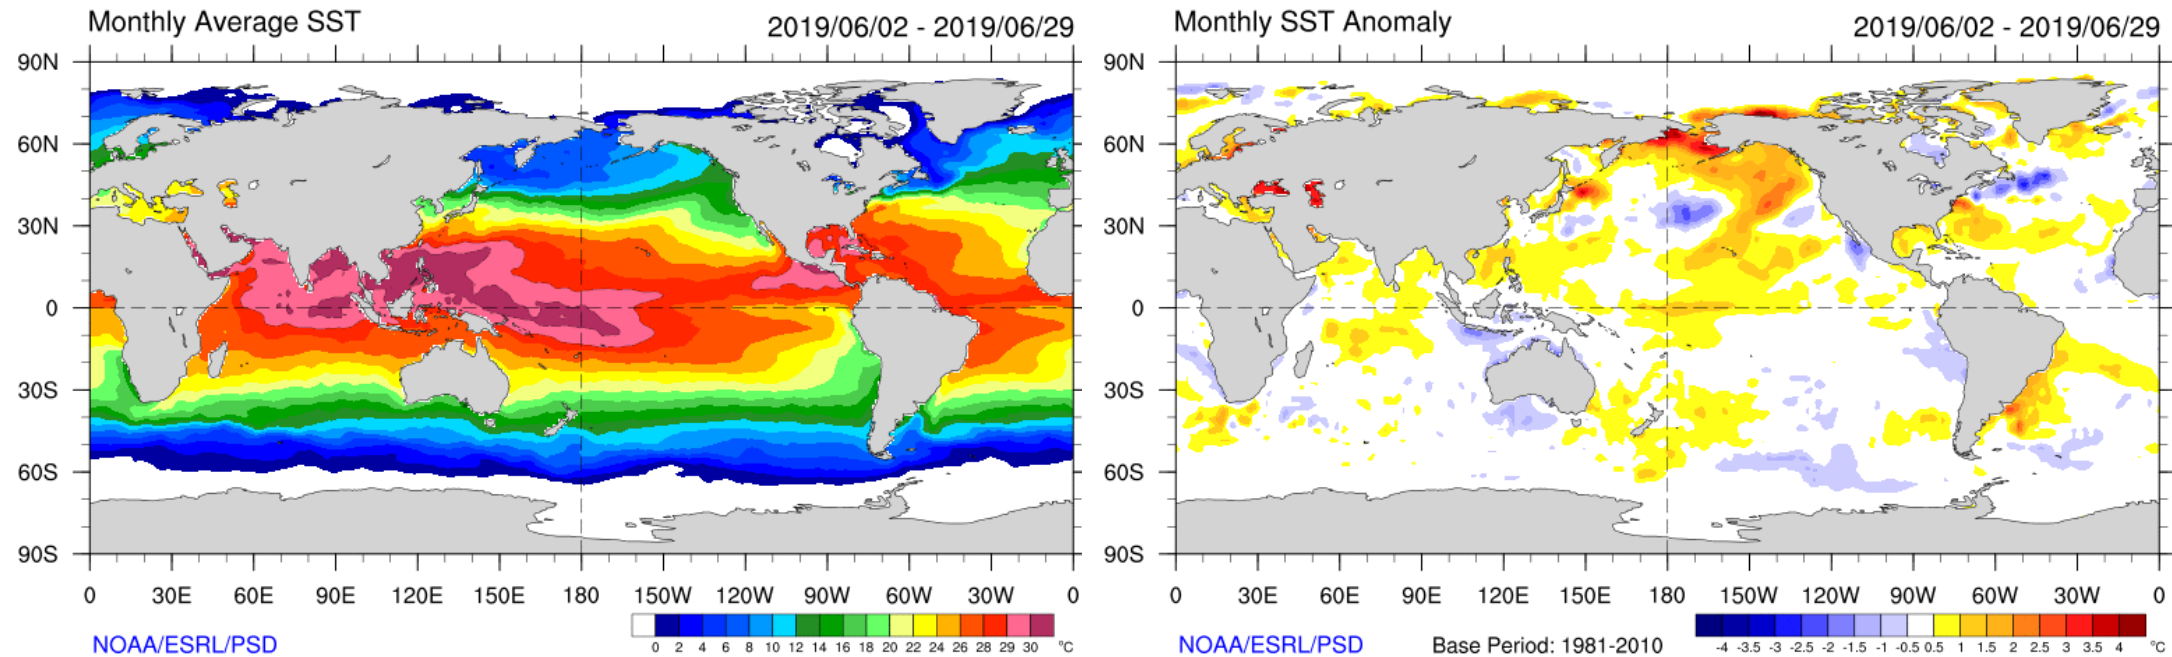 Monthly Average SST
2019/06/02 - 2019/06/29
90N
60N
30N
0
30S
60S
90S
0 30E 60E 90E 120E 150E 180 150W 120W 90W 60W 30W 0
0 2 4 6 8 10 12 14 16 18 20 22 24 26 28 29 30 °C
NOAA/ESRL/PSD
Monthly SST Anomaly
2019/06/02 - 2019/06/29
90N
60N
30N
0
30S
60S
90S
0 30E 60E 90E 120E 150E 180 150W 120W 90W 60W 30W 0
-4 -3.5 -3 -2.5 -2 -1.5 -1 -0.5 0.5 1 1.5 2 2.5 3 3.5 4 °C
NOAA/ESRL/PSD
Base Period: 1981-2010